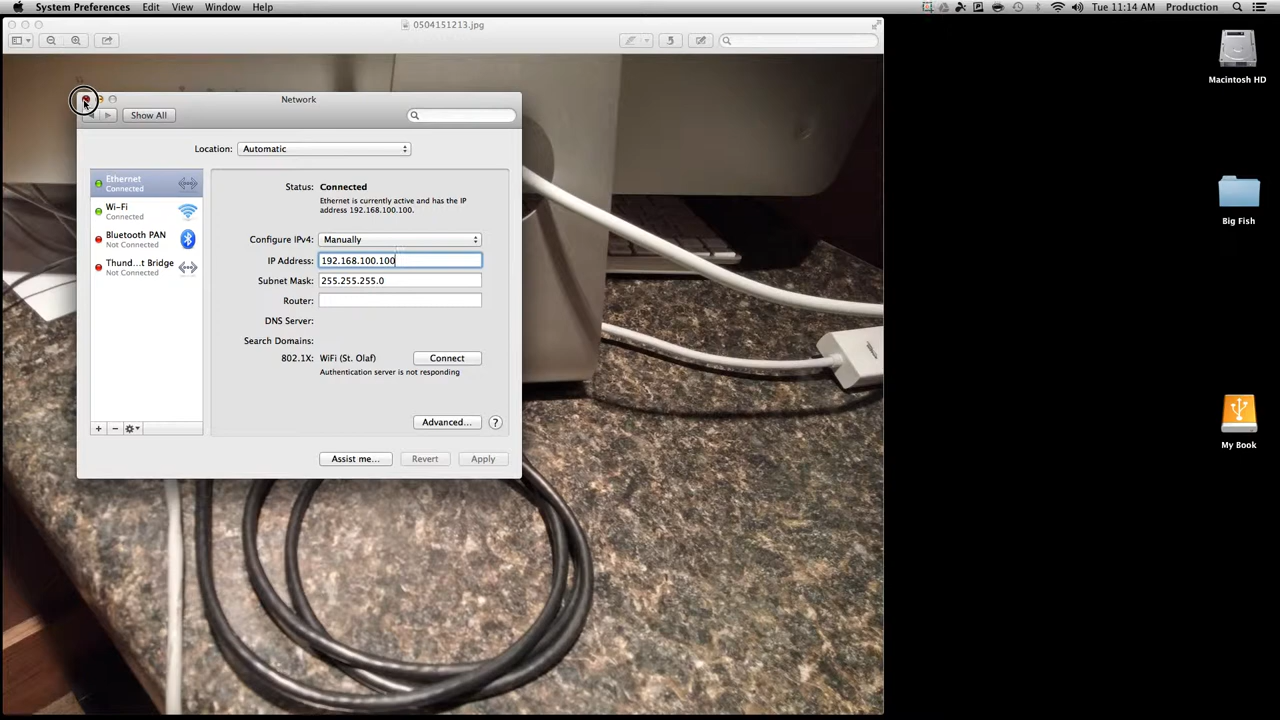 System Preferences Edit View Window Help
Tue 11:14 AM Production
0504151213.jpg
5
Macintosh HD
Network
Show All
Location: Automatic
Ethernet
Connected
Wi-Fi
Connected
Bluetooth PAN
Not Connected
Thund…t Bridge
Not Connected
Status: Connected
Ethernet is currently active and has the IP
address 192.168.100.100.
Configure IPv4: Manually
IP Address: 192.168.100.100
Subnet Mask: 255.255.255.0
Router:
DNS Server:
Search Domains:
802.1X: WiFi (St. Olaf) Connect
Authentication server is not responding
Advanced… ?
Assist me… Revert Apply
Big Fish
My Book